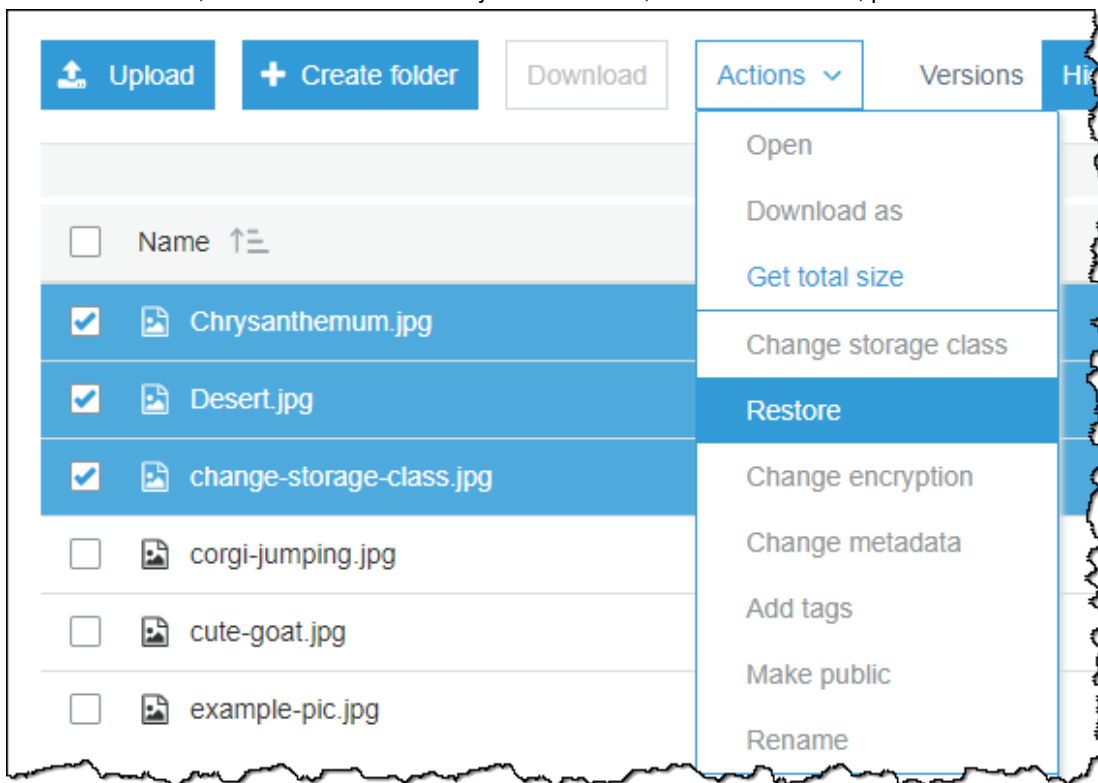 Upload Create folder Download Actions Versions
Open
Download as
Name
Get total size
Chrysanthemum.jpg
Change storage class
Desert.jpg
Restore
change-storage-class.jpg
Change encryption
corgi-jumping.jpg
Change metadata
Add tags
cute-goat.jpg
Make public
example-pic.jpg
Rename